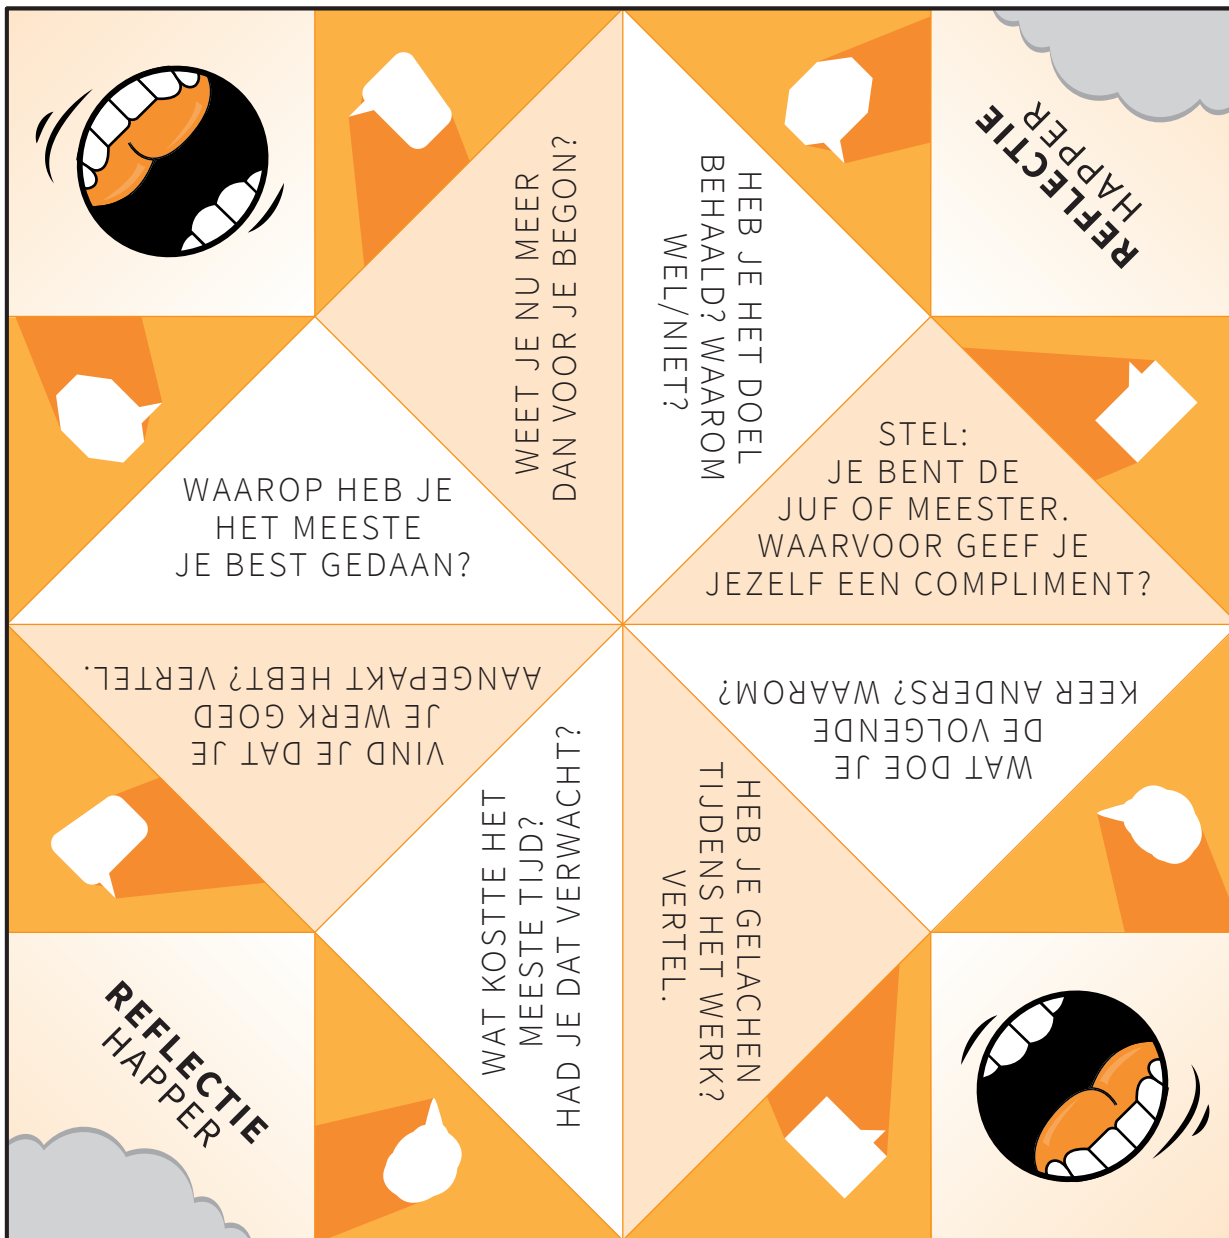 REFLECTIE
HAPPER
WEET JE NU MEER
DAN VOOR JE BEGON?
HEB JE HET DOEL
BEHAALD? WAAROM
WEL/NIET?
STEL:
JE BENT DE
JUF OF MEESTER.
WAARVOOR GEEF JE
JEZELF EEN COMPLIMENT?
WAAROP HEB JE
HET MEESTE
JE BEST GEDAAN?
VIND JE DAT JE
JE WERK GOED
AANGEPAKT HEBT? VERTEL.
WAT DOE JE
DE VOLGENDE
KEER ANDERS? WAAROM?
WAT KOSTTE HET
MEESTE TIJD?
HAD JE DAT VERWACHT?
HEB JE GELACHEN
TIJDENS HET WERK?
VERTEL.
REFLECTIE
HAPPER